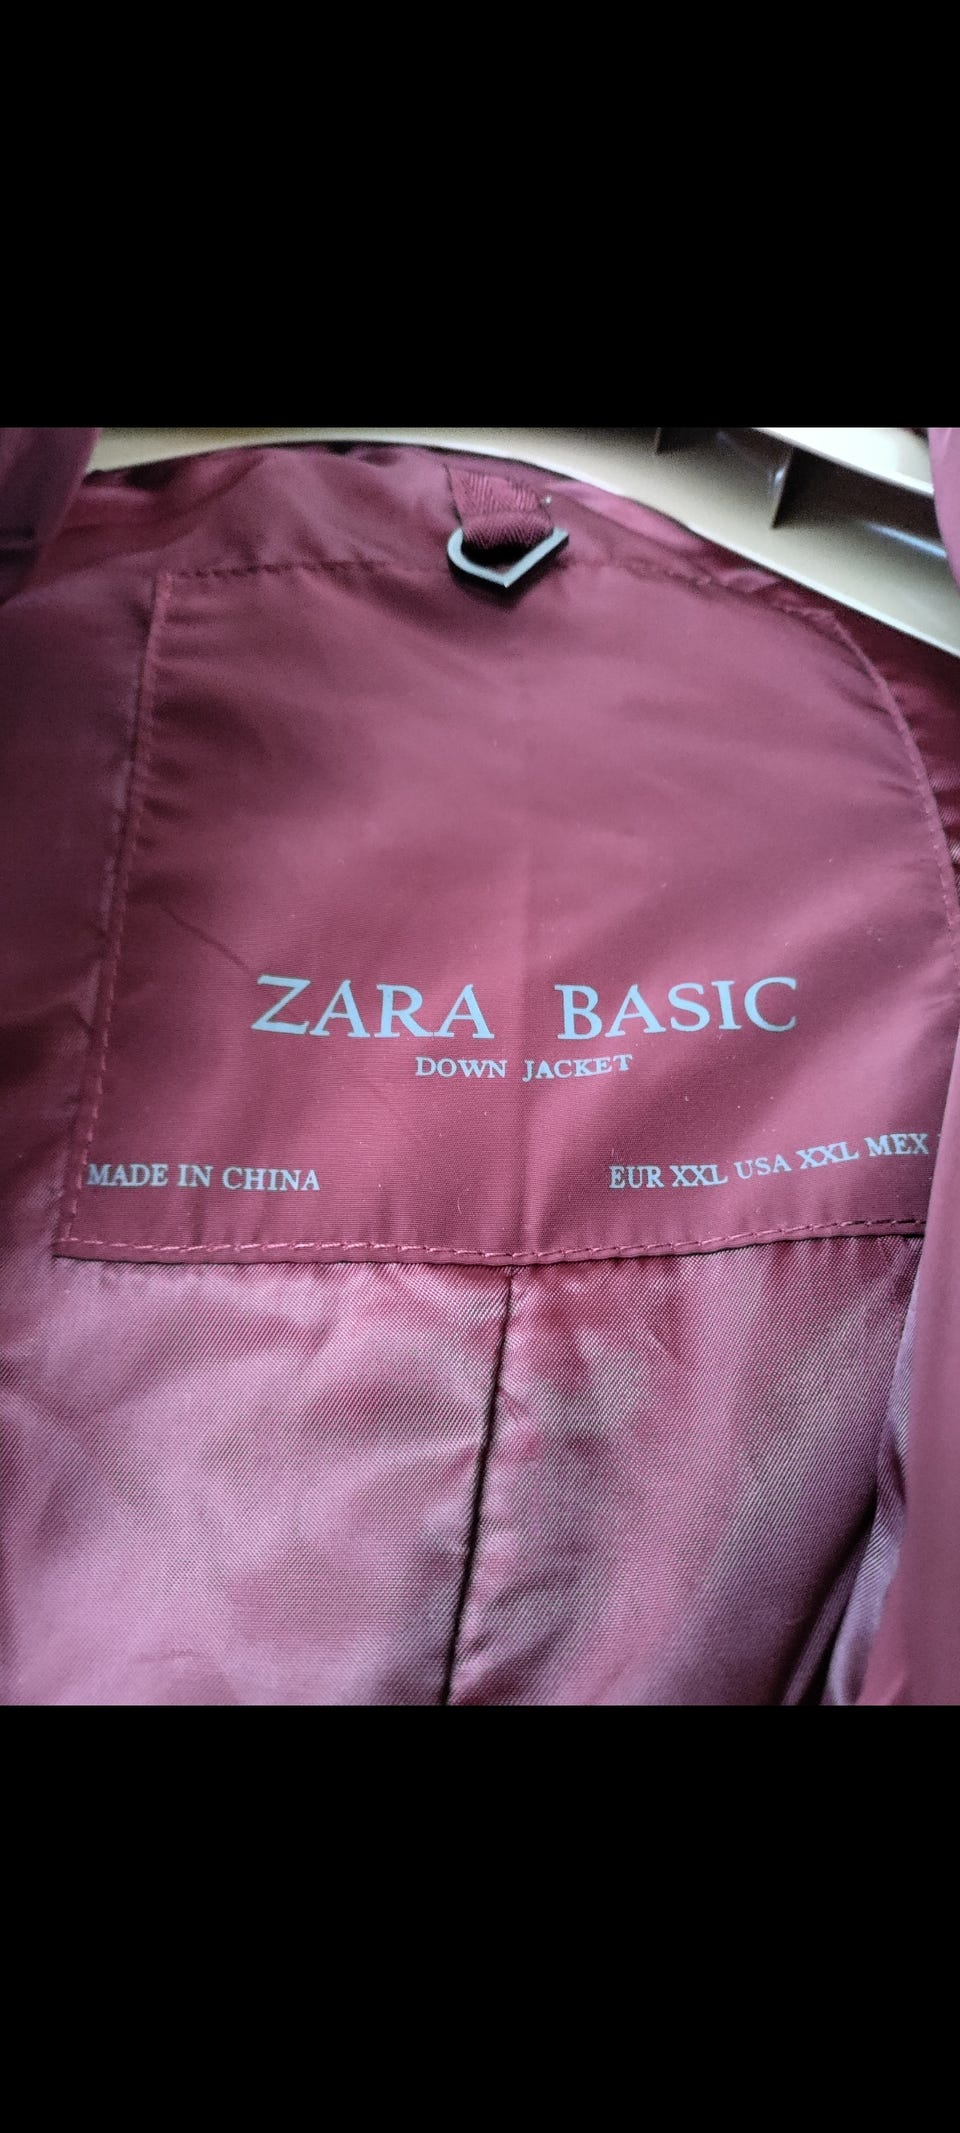 ZARA BASIC
DOWN JACKET
MADE IN CHINA
EUR XXL USA XXL MEX